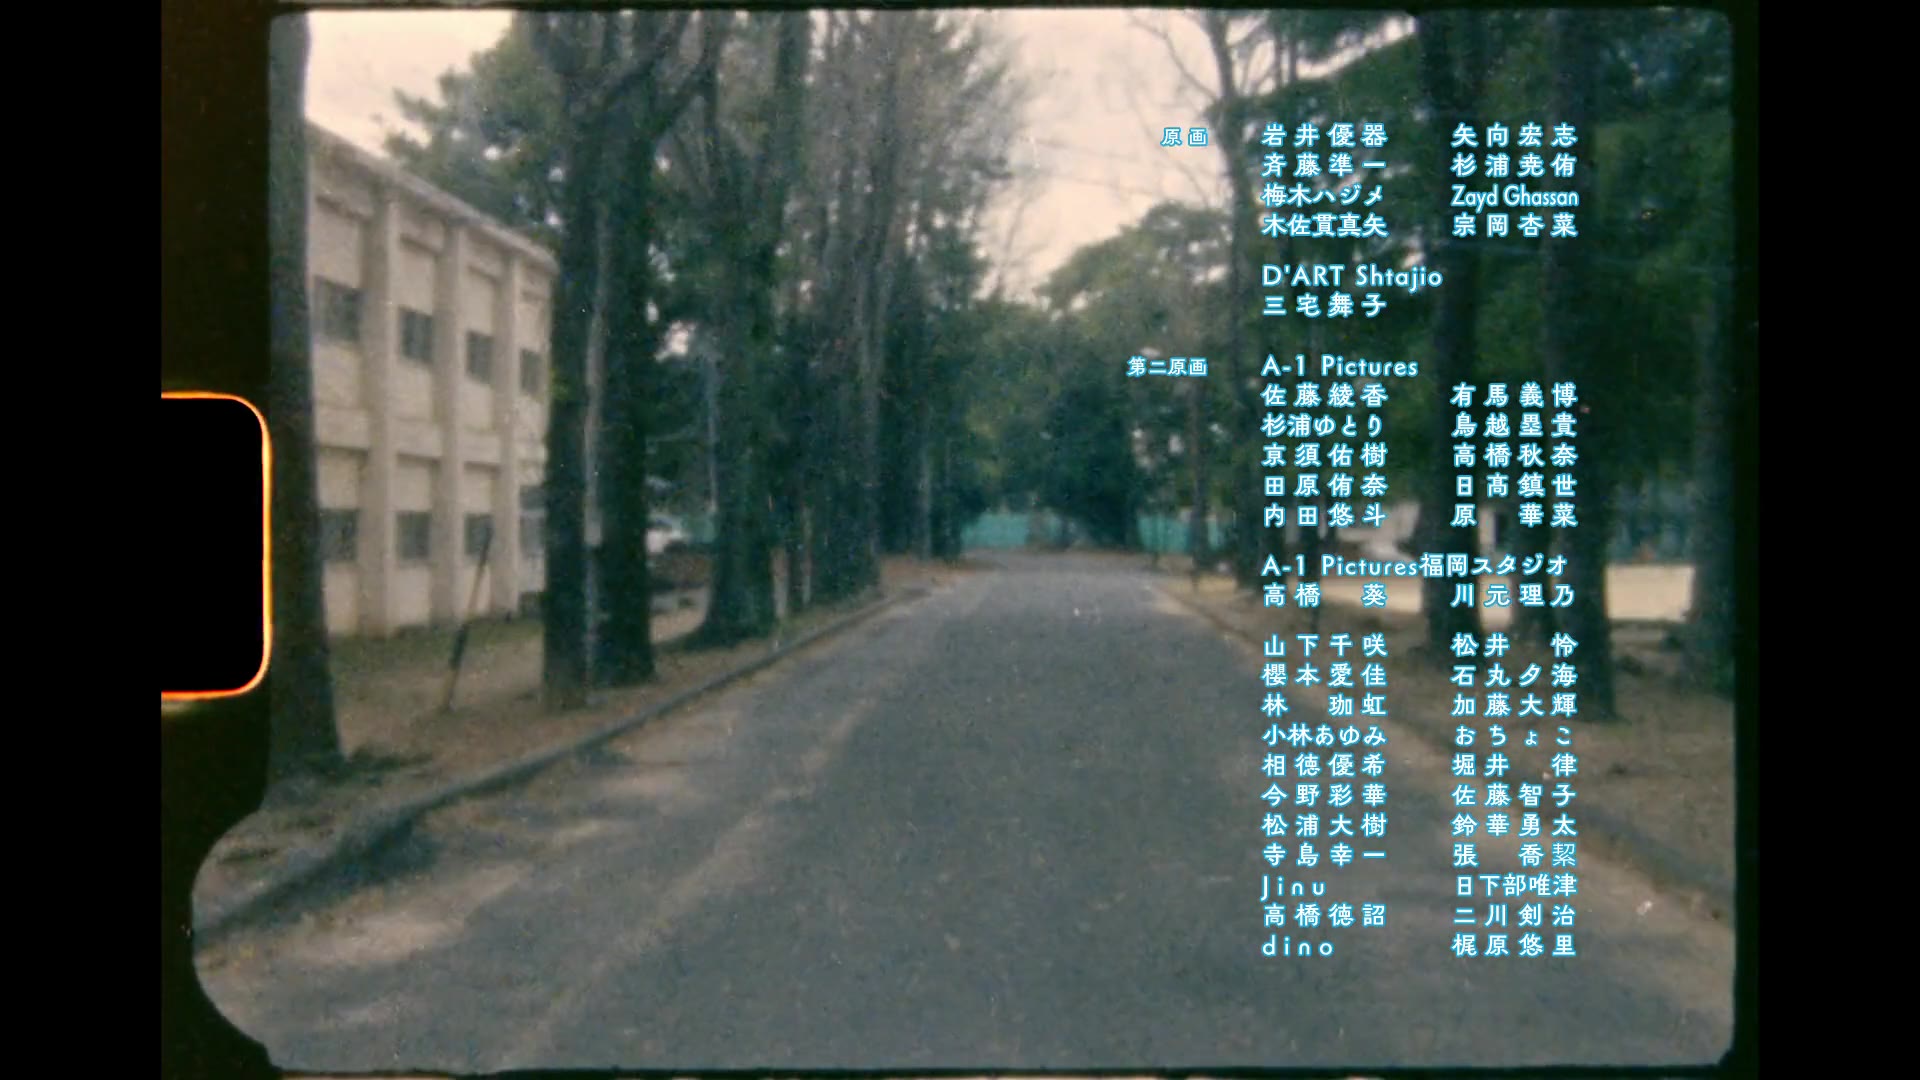 原画 岩井優器 矢向宏志
斉藤準一 杉浦尭侑
梅木ハジメ Zayd Ghassan
木佐貫真矢 宗岡杏菜
D'ART Shtajio
三宅舞子
第二原画 A-1 Pictures
佐藤綾香 有馬義博
杉浦ゆとり 鳥越塁貴
京須佑樹 高橋秋奈
田原侑奈 日髙鎮世
内田悠斗 原 華菜
A-1 Pictures福岡スタジオ
高橋 葵 川元理乃
山下千咲 松井 怜
櫻本愛佳 石丸夕海
林 珈虹 加藤大輝
小林あゆみ おちょこ
相徳優希 堀井 律
今野彩華 佐藤智子
松浦大樹 鈴華勇太
寺島幸一 張 喬絜
Jinu 日下部唯津
高橋徳詔 二川剣治
dino 梶原悠里